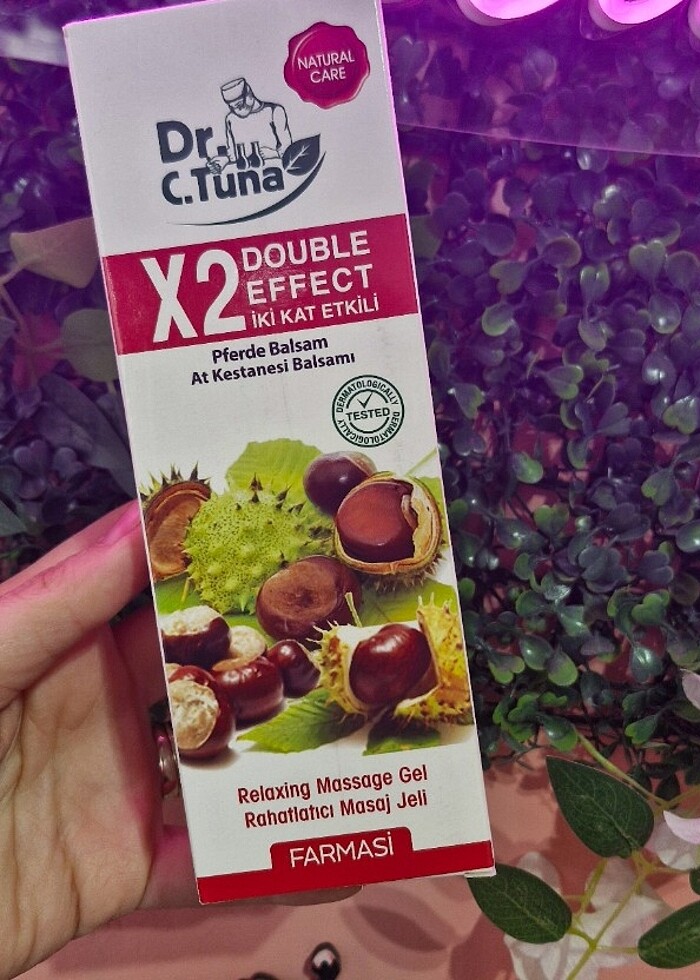 NATURAL
CARE
Dr.
C.Tuna
X2 DOUBLE
EFFECT
İKİ KAT ETKİLİ
Pferde Balsam
At Kestanesi Balsamı
DERMATOLOGICALLY
TESTED
DERMATOLOGICALLY
Relaxing Massage Gel
Rahatlatıcı Masaj Jeli
FARMASİ